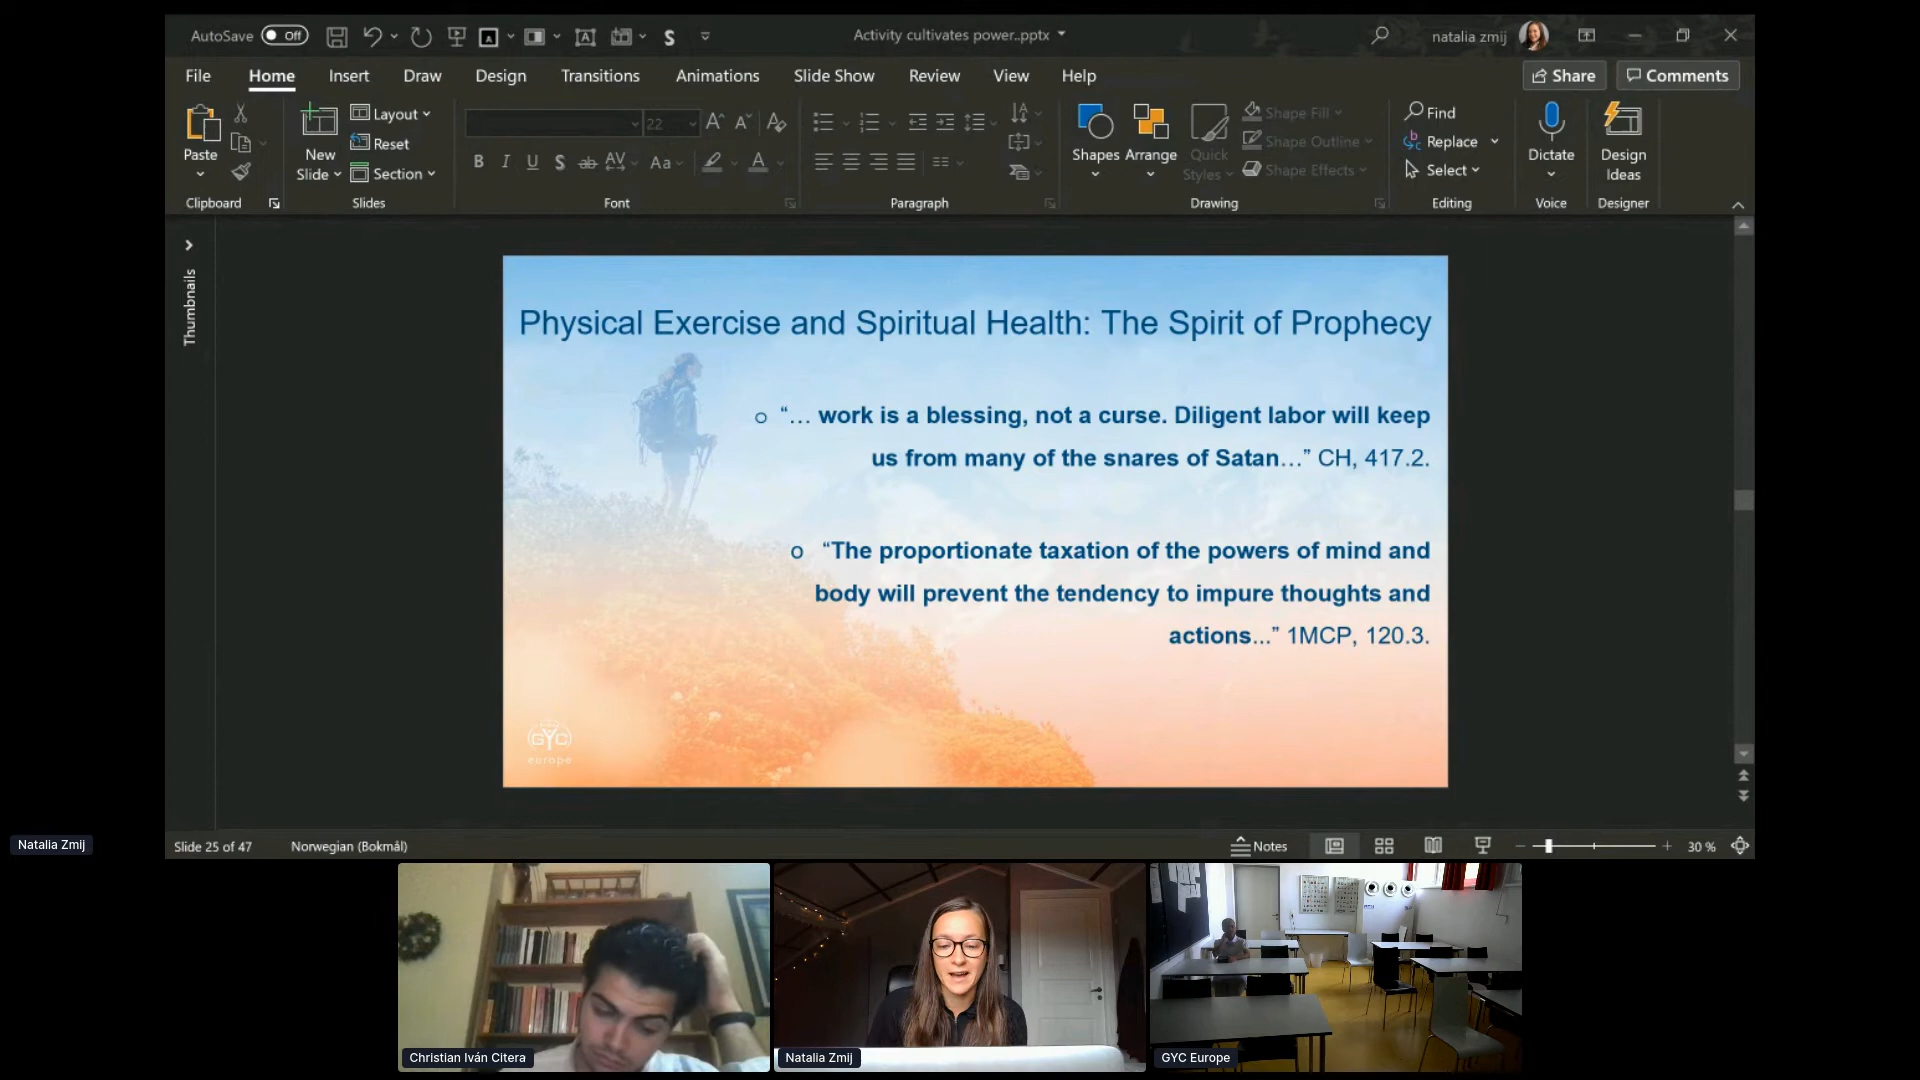 AutoSave Off
Activity cultivates power..pptx
natalia zmij
File Home Insert Draw Design Transitions Animations Slide Show Review View Help
Share Comments
Paste
Clipboard
New
Slide
Layout
Reset
Section
Slides
22
B I U S ab AV Aa A
Font
Paragraph
Shapes
Arrange
Quick
Styles
Shape Fill
Shape Outline
Shape Effects
Drawing
Find
Replace
Select
Editing
Dictate
Voice
Design
Ideas
Designer
Thumbnails
Physical Exercise and Spiritual Health: The Spirit of Prophecy
o “… work is a blessing, not a curse. Diligent labor will keep
us from many of the snares of Satan…” CH, 417.2.
o “The proportionate taxation of the powers of mind and
body will prevent the tendency to impure thoughts and
actions...” 1MCP, 120.3.
GYC
europe
Natalia Zmij
Slide 25 of 47
Norwegian (Bokmål)
Notes
30 %
Christian Iván Citera
Natalia Zmij
GYC Europe